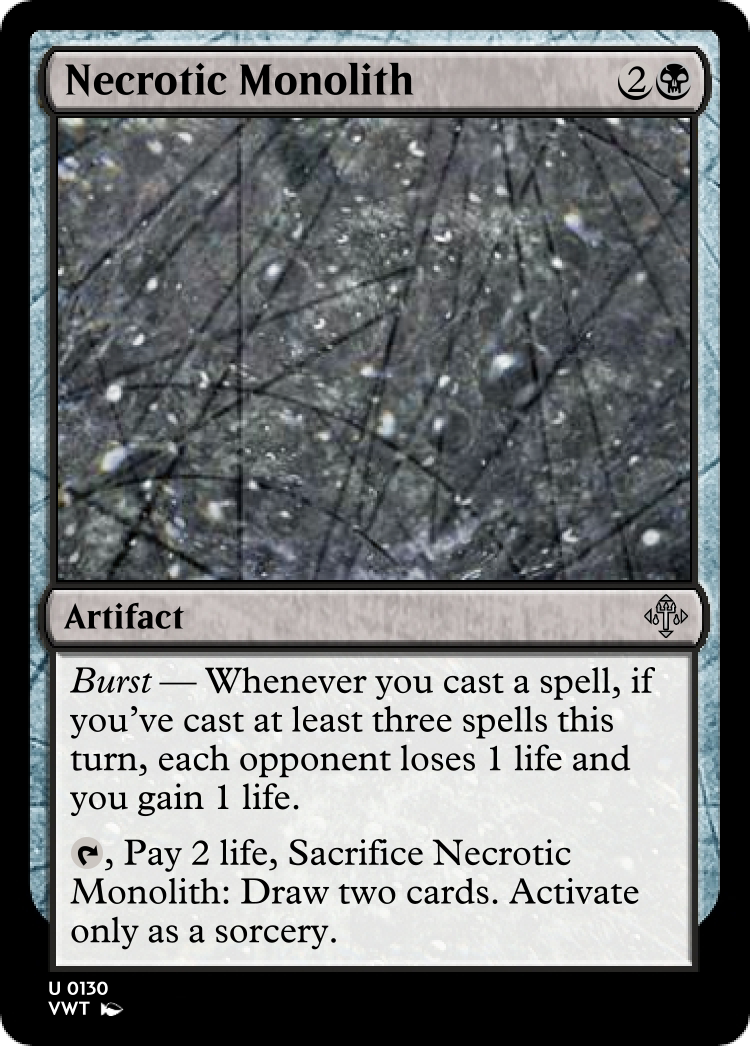 Necrotic Monolith 2
Artifact
Burst — Whenever you cast a spell, if
you've cast at least three spells this
turn, each opponent loses 1 life and
you gain 1 life.
, Pay 2 life, Sacrifice Necrotic
Monolith: Draw two cards. Activate
only as a sorcery.
U 0130
VWT